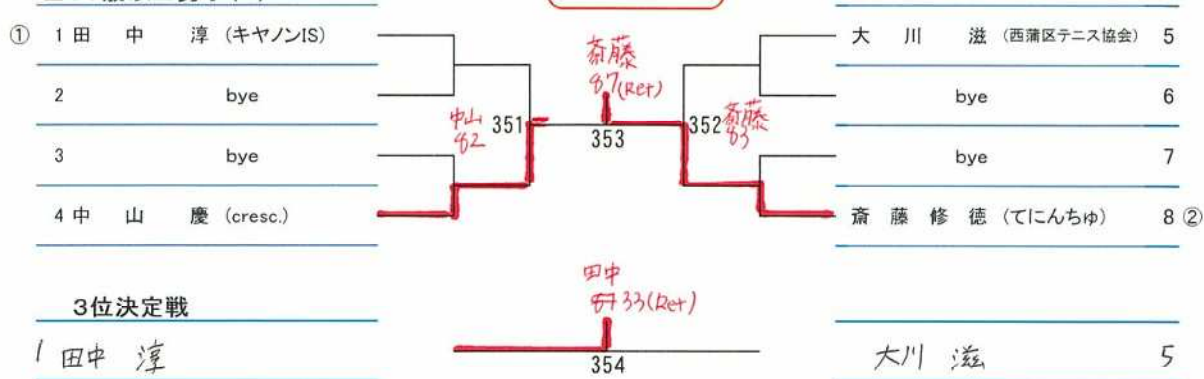 ① 1 田 中 淳 (キヤノンIS)
2 bye
3 bye
4 中 山 慶 (cresc.)
中山
82
351
斎藤
87(Ret)
353
352
斎藤
83
大 川 滋 (西蒲区テニス協会) 5
bye 6
bye 7
斎 藤 修 徳 (てにんちゅ) 8 ②
3位決定戦
1 田中 淳
田中
33(Ret)
354
大川 滋 5